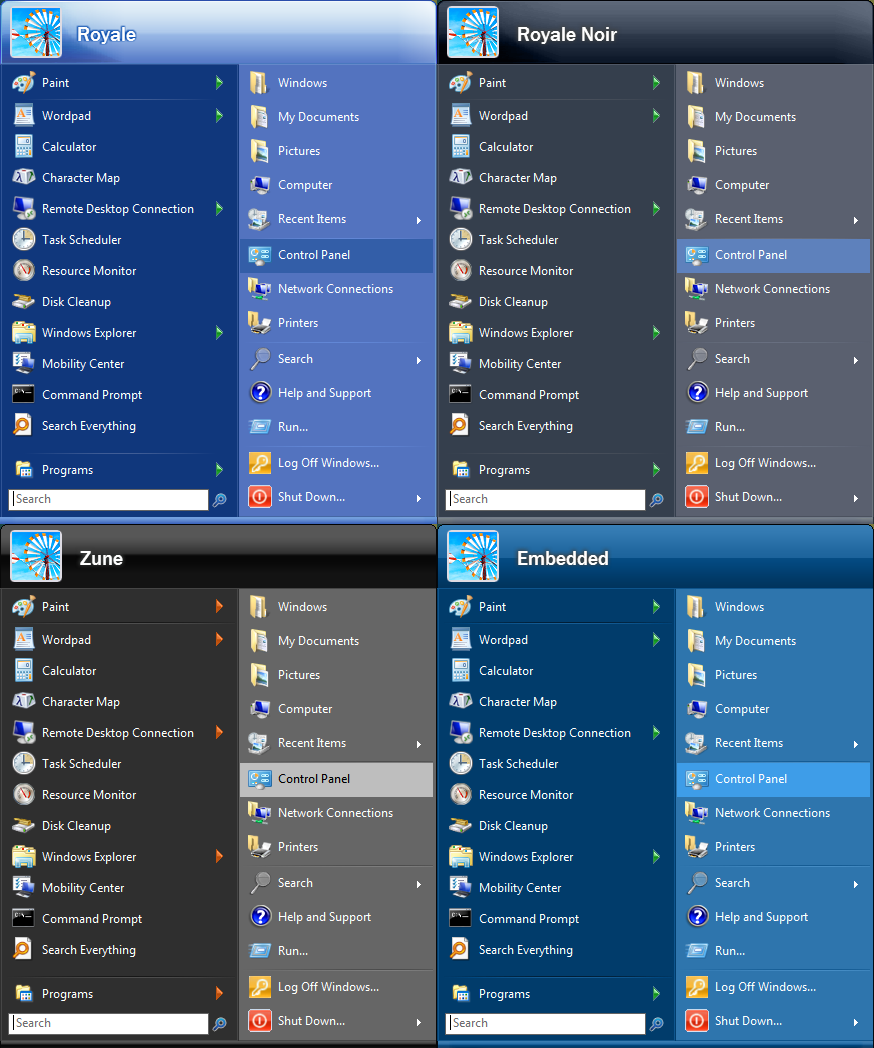 Royale
Paint
Wordpad
Calculator
Character Map
Remote Desktop Connection
Task Scheduler
Resource Monitor
Disk Cleanup
Windows Explorer
Mobility Center
Command Prompt
Search Everything
Programs
Search
Windows
My Documents
Pictures
Computer
Recent Items
Control Panel
Network Connections
Printers
Search
Help and Support
Run...
Log Off Windows...
Shut Down...
Royale Noir
Paint
Wordpad
Calculator
Character Map
Remote Desktop Connection
Task Scheduler
Resource Monitor
Disk Cleanup
Windows Explorer
Mobility Center
Command Prompt
Search Everything
Programs
Search
Windows
My Documents
Pictures
Computer
Recent Items
Control Panel
Network Connections
Printers
Search
Help and Support
Run...
Log Off Windows...
Shut Down...
Zune
Paint
Wordpad
Calculator
Character Map
Remote Desktop Connection
Task Scheduler
Resource Monitor
Disk Cleanup
Windows Explorer
Mobility Center
Command Prompt
Search Everything
Programs
Search
Windows
My Documents
Pictures
Computer
Recent Items
Control Panel
Network Connections
Printers
Search
Help and Support
Run...
Log Off Windows...
Shut Down...
Embedded
Paint
Wordpad
Calculator
Character Map
Remote Desktop Connection
Task Scheduler
Resource Monitor
Disk Cleanup
Windows Explorer
Mobility Center
Command Prompt
Search Everything
Programs
Search
Windows
My Documents
Pictures
Computer
Recent Items
Control Panel
Network Connections
Printers
Search
Help and Support
Run...
Log Off Windows...
Shut Down...